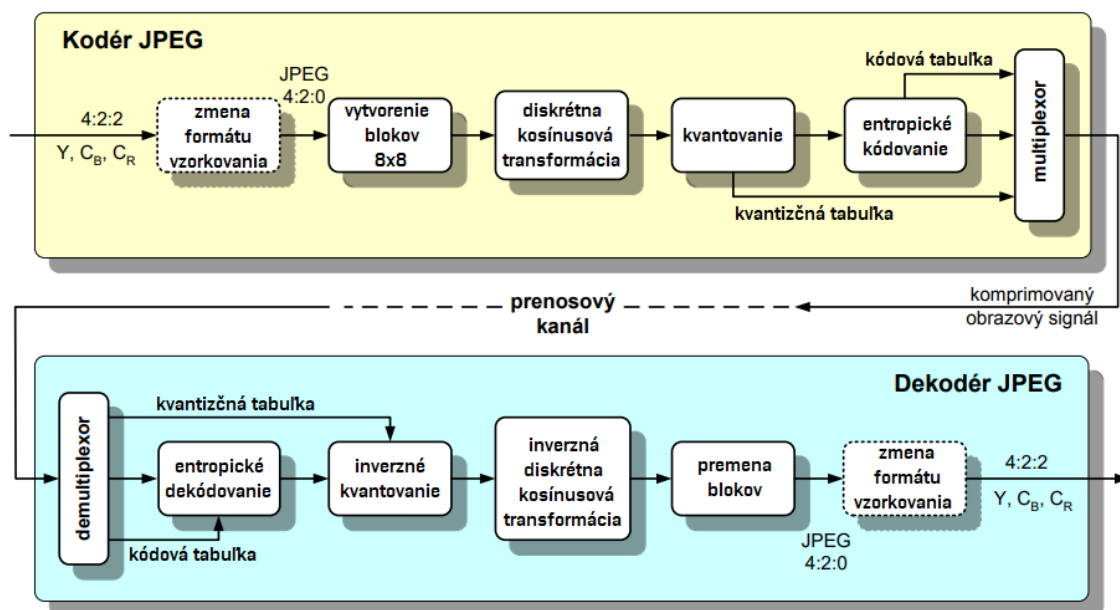 Kodér JPEG
4:2:2
Y, CB, CR
zmena
formátu
vzorkovania
JPEG
4:2:0
vytvorenie
blokov
8x8
diskrétna
kosínusová
transformácia
kvantovanie
entropické
kódovanie
kódová tabuľka
kvantizčná tabuľka
multiplexor
prenosový
kanál
komprimovaný
obrazový signál
Dekodér JPEG
demultiplexor
kvantizčná tabuľka
entropické
dekódovanie
kódová tabuľka
inverzné
kvantovanie
inverzná
diskrétna
kosínusová
transformácia
premena
blokov
JPEG
4:2:0
zmena
formátu
vzorkovania
4:2:2
Y, CB, CR